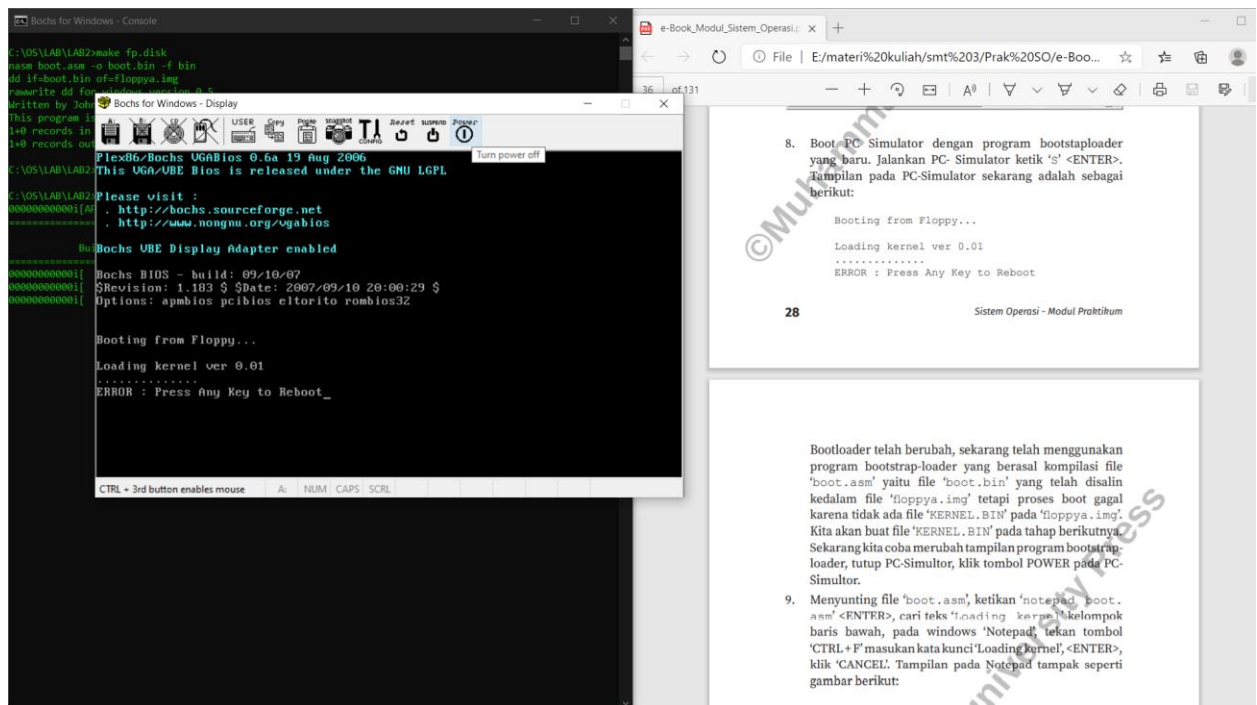 Bochs for Windows - Console
C:\OS\LAB\LAB2>make fp.disk
nasm boot.asm -o boot.bin -f bin
dd if=boot.bin of=floppya.img
rawwrite dd for windows version 0.5
Written by John
This program is
1+0 records in
1+0 records out
C:\OS\LAB\LAB2>
C:\OS\LAB\LAB2>
00000000000i[AP
========
Bui
========
00000000000i[
00000000000i[
00000000000i[
Bochs for Windows - Display
A: B: CD USER Copy Paste snapshot CONFIG Reset SUSPEND Power
Turn power off
Plex86/Bochs VGABios 0.6a 19 Aug 2006
This VGA/VBE Bios is released under the GNU LGPL
Please visit :
. http://bochs.sourceforge.net
. http://www.nongnu.org/vgabios
Bochs VBE Display Adapter enabled
Bochs BIOS - build: 09/10/07
$Revision: 1.183 $ $Date: 2007/09/10 20:00:29 $
Options: apmbios pcibios eltorito rombios32
Booting from Floppy...
Loading kernel ver 0.01
..............
ERROR : Press Any Key to Reboot_
CTRL + 3rd button enables mouse A: NUM CAPS SCRL
e-Book_Modul_Sistem_Operasi.p
File | E:/materi%20kuliah/smt%203/Prak%20SO/e-Boo...
36 of 131
8. Boot PC Simulator dengan program bootstaploader
yang baru. Jalankan PC- Simulator ketik 's' <ENTER>.
Tampilan pada PC-Simulator sekarang adalah sebagai
berikut:
Booting from Floppy...
Loading kernel ver 0.01
..............
ERROR : Press Any Key to Reboot
28
Sistem Operasi - Modul Praktikum
©Muhamm
Bootloader telah berubah, sekarang telah menggunakan
program bootstrap-loader yang berasal kompilasi file
'boot.asm' yaitu file 'boot.bin' yang telah disalin
kedalam file 'floppya.img' tetapi proses boot gagal
karena tidak ada file 'KERNEL.BIN' pada 'floppya.img'.
Kita akan buat file 'KERNEL.BIN' pada tahap berikutnya.
Sekarang kita coba merubah tampilan program bootstrap-
loader, tutup PC-Simultor, klik tombol POWER pada PC-
Simultor.
9. Menyunting file 'boot.asm', ketikan 'notepad boot.
asm' <ENTER>, cari teks 'Loading kernel' kelompok
baris bawah, pada windows 'Notepad', tekan tombol
'CTRL + F' masukan kata kunci 'Loading kernel', <ENTER>,
klik 'CANCEL'. Tampilan pada Notepad tampak seperti
gambar berikut:
niversity Press